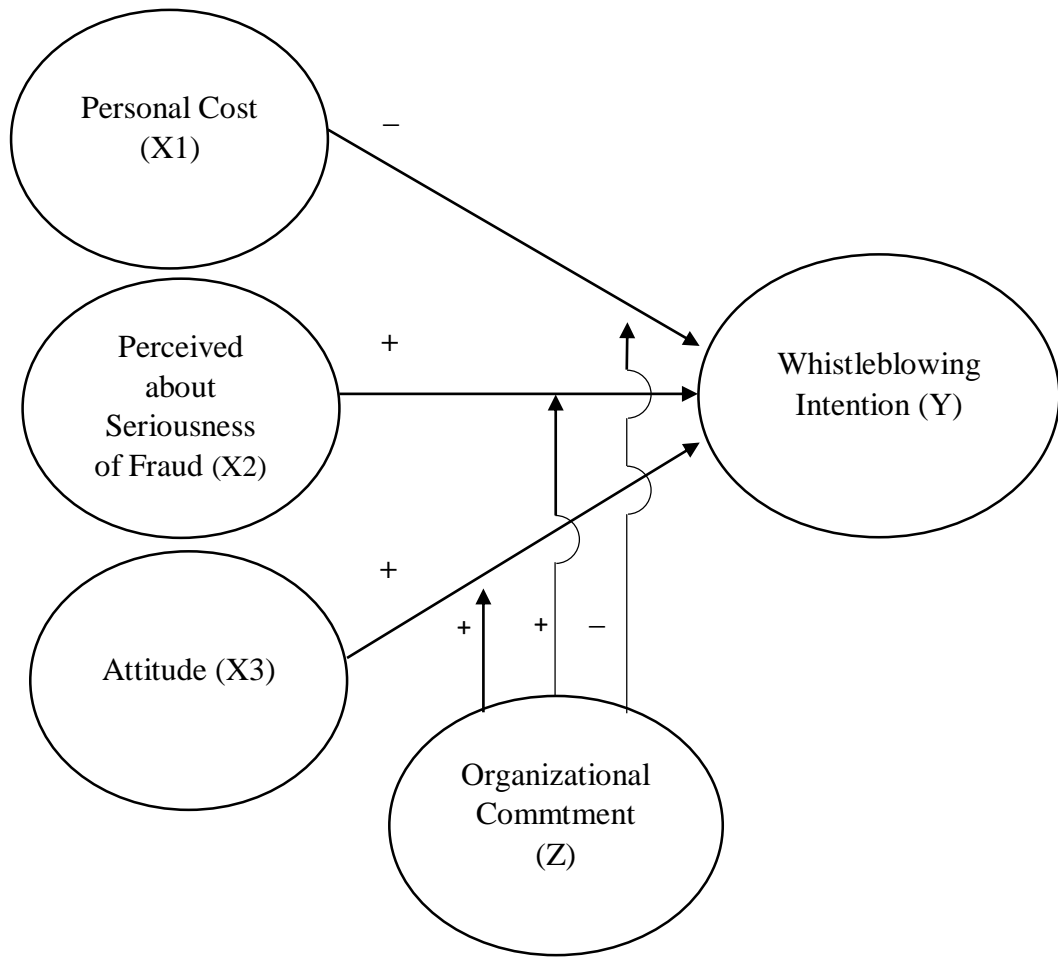 Personal Cost
(X1)
–
Perceived
about
Seriousness
of Fraud (X2)
+
Whistleblowing
Intention (Y)
Attitude (X3)
+
+ + –
Organizational
Commtment
(Z)